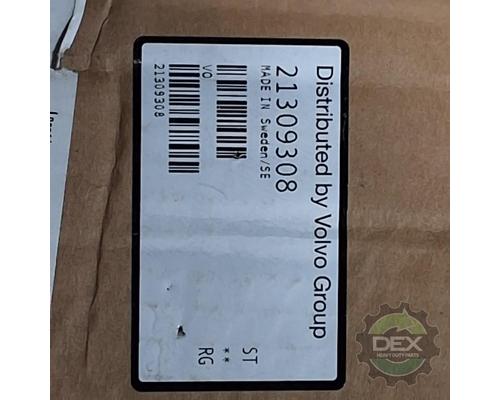 Distributed by Volvo Group
21309308
MADE IN Sweden/SE
VO
21309308
ST
**
RG
DEX
HEAVY DUTY PARTS